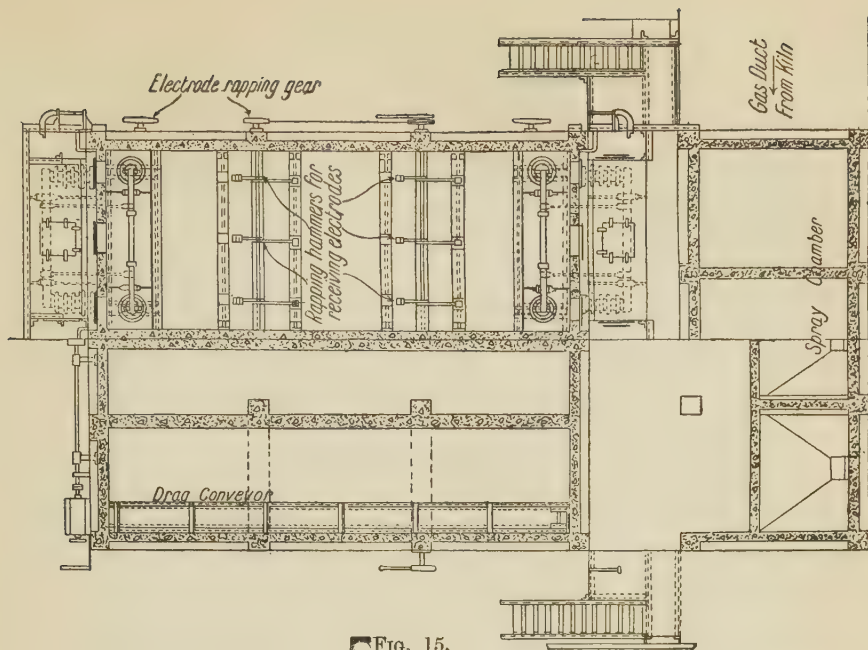 Electrode rapping gear
Gas Duct
From Kiln
Rapping hammers for
receiving electrodes
Spray Chamber
Drag Conveyor
FIG. 15.